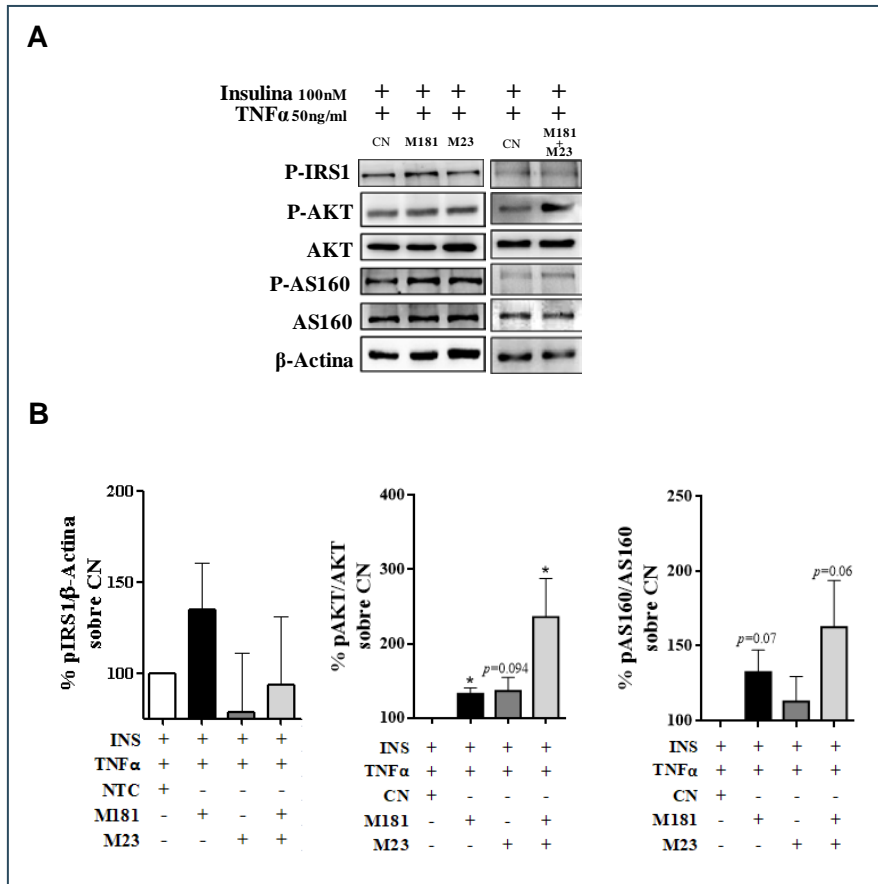 A
Insulina 100nM + + + + +
TNFα 50ng/ml + + + + +
CN M181 M23 CN M181 + M23
P-IRS1
P-AKT
AKT
P-AS160
AS160
β-Actina
B
% pIRS1/β-Actina
sobre CN
200
150
100
INS + + + +
TNFα + + + +
NTC + - - -
M181 - + - +
M23 - - + +
% pAKT/AKT
sobre CN
400
300
200
100
* p=0.094 *
INS + + + +
TNFα + + + +
CN + - - -
M181 - + - +
M23 - - + +
% pAS160/AS160
sobre CN
250
200
150
100
p=0.07 p=0.06
INS + + + +
TNFα + + + +
CN + - - -
M181 - + - +
M23 - - + +